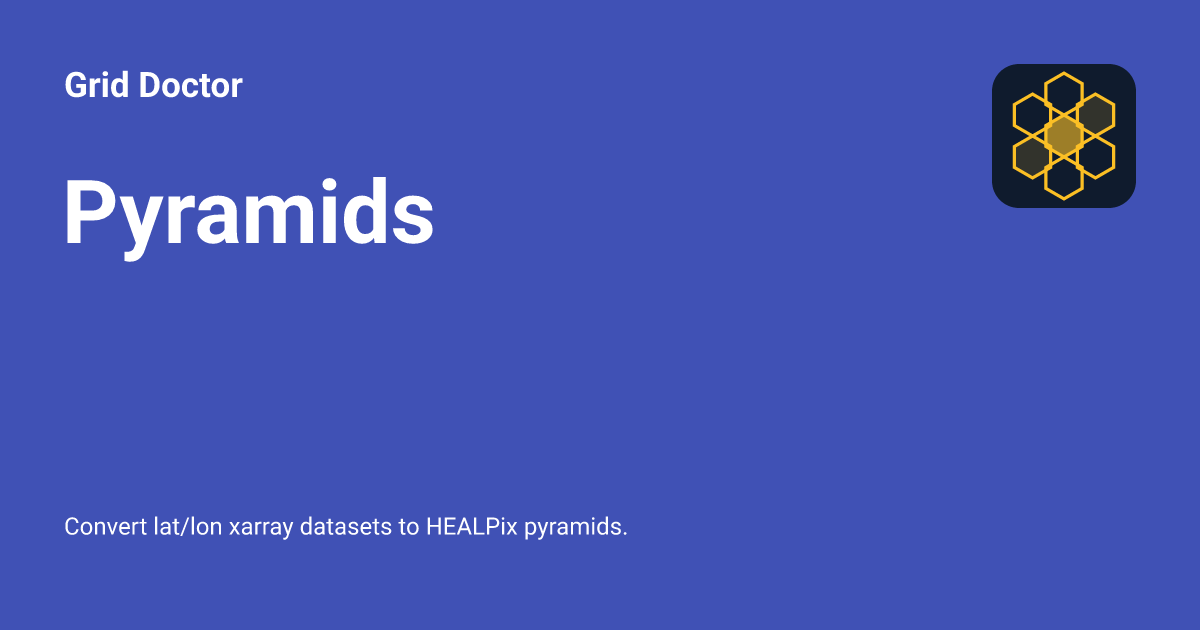 Grid Doctor
Pyramids
Convert lat/lon xarray datasets to HEALPix pyramids.